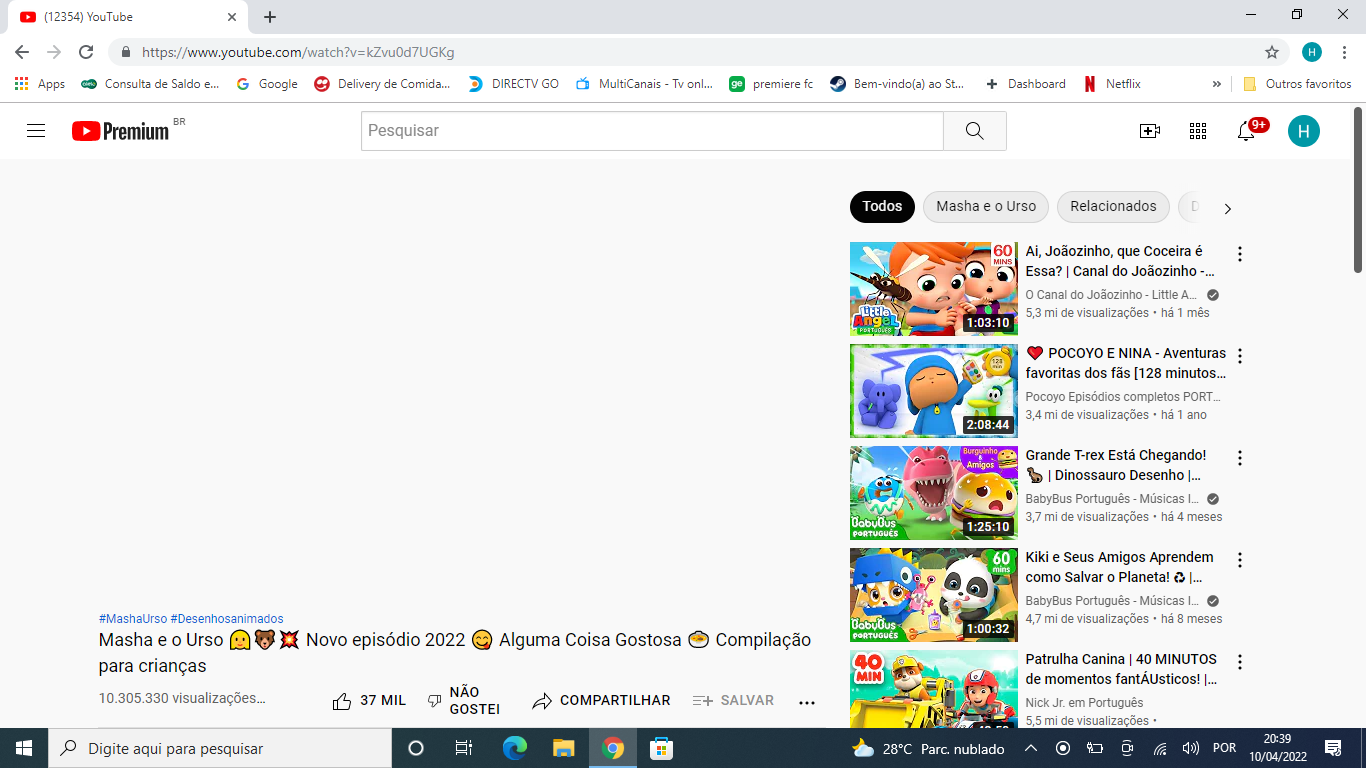 (12354) YouTube
https://www.youtube.com/watch?v=kZvu0d7UGKg
H
Apps
Consulta de Saldo e...
Google
Delivery de Comida...
DIRECTV GO
MultiCanais - Tv onl...
ge
premiere fc
Bem-vindo(a) ao St...
Dashboard
Netflix
»
Outros favoritos
Premium BR
Pesquisar
9+
H
Todos
Masha e o Urso
Relacionados
D
60
MINS
Little
Angel
PORTUGUÊS
1:03:10
Ai, Joãozinho, que Coceira é
Essa? | Canal do Joãozinho -...
O Canal do Joãozinho - Little A...
5,3 mi de visualizações • há 1 mês
128
min
2:08:44
❤️ POCOYO E NINA - Aventuras
favoritas dos fãs [128 minutos...
Pocoyo Episódios completos PORT...
3,4 mi de visualizações • há 1 ano
Burguinho
&
Amigos
BabyBus
PORTUGUÊS
1:25:10
Grande T-rex Está Chegando!
🦕 | Dinossauro Desenho |...
BabyBus Português - Músicas I...
3,7 mi de visualizações • há 4 meses
60
mins
BabyBus
PORTUGUÊS
1:00:32
Kiki e Seus Amigos Aprendem
como Salvar o Planeta! ♻ |...
BabyBus Português - Músicas I...
4,7 mi de visualizações • há 8 meses
40
MIN
Patrulha Canina | 40 MINUTOS
de momentos fantÁUsticos! |...
Nick Jr. em Português
5,5 mi de visualizações •
#MashaUrso #Desenhosanimados
Masha e o Urso 👱‍♀️🐻💥 Novo episódio 2022 😋 Alguma Coisa Gostosa 🍲 Compilação
para crianças
10.305.330 visualizações...
37 MIL
NÃO
GOSTEI
COMPARTILHAR
SALVAR
Digite aqui para pesquisar
28°C Parc. nublado
POR
20:39
10/04/2022